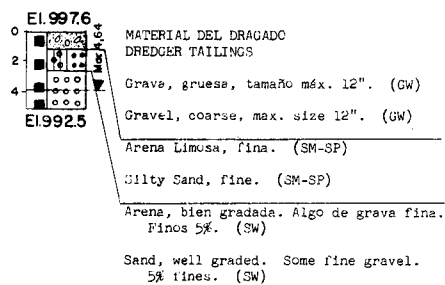 El. 997.6
0
2
4
Mar 4,64
El. 992.5
MATERIAL DEL DRAGADO
DREDGER TAILINGS
Grava, gruesa, tamaño máx. 12". (GW)
Gravel, coarse, max. size 12". (GW)
Arena Limosa, fina. (SM-SP)
Silty Sand, fine. (SM-SP)
Arena, bien gradada. Algo de grava fina.
Finos 5%. (SW)
Sand, well graded. Some fine gravel.
5% fines. (SW)